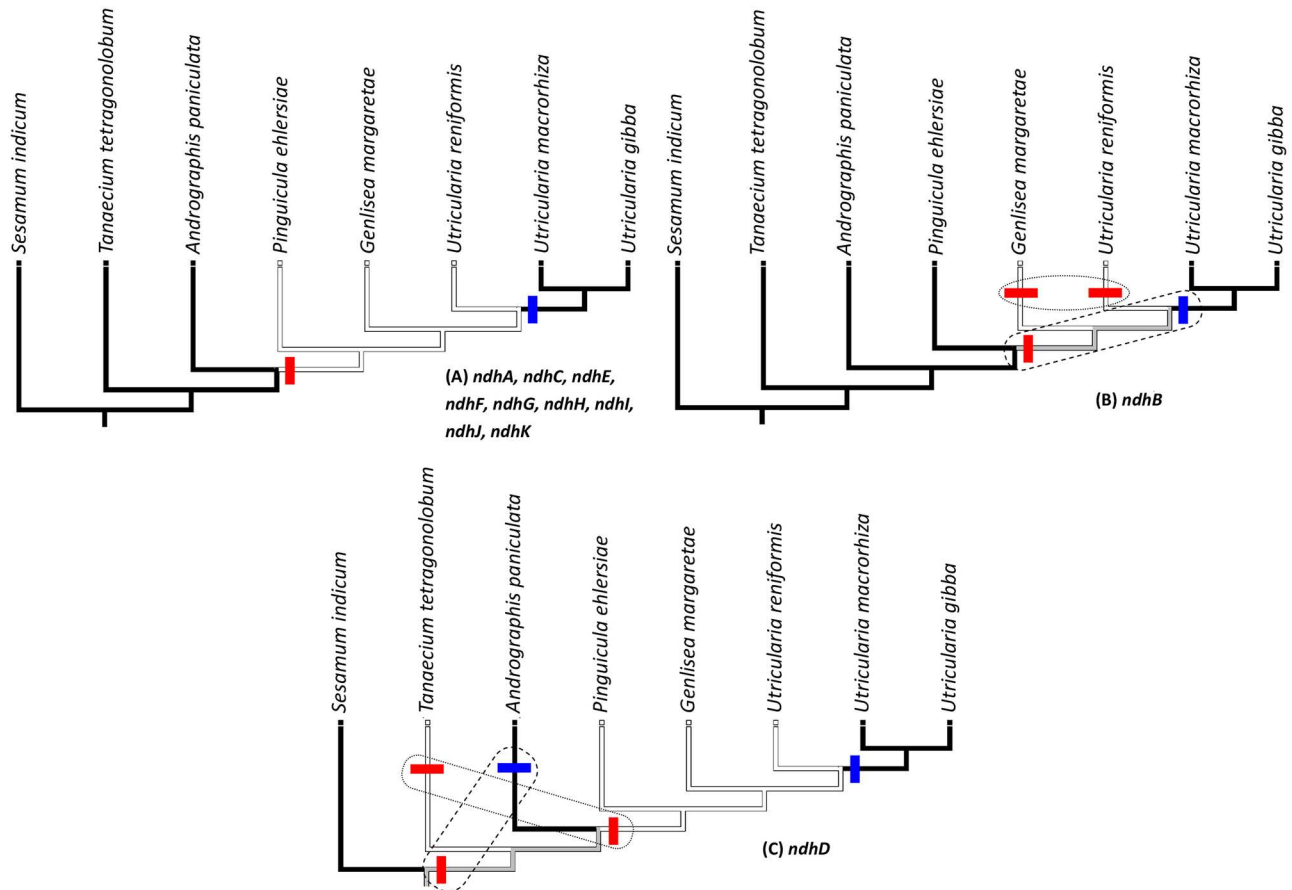 Sesamum indicum
Tanaecium tetragonolobum
Andrographis paniculata
Pinguicula ehlersiae
Genlisea margaretae
Utricularia reniformis
Utricularia macrorhiza
Utricularia gibba
(A) ndhA, ndhC, ndhE,
ndhF, ndhG, ndhH, ndhI,
ndhJ, ndhK
Sesamum indicum
Tanaecium tetragonolobum
Andrographis paniculata
Pinguicula ehlersiae
Genlisea margaretae
Utricularia reniformis
Utricularia macrorhiza
Utricularia gibba
(B) ndhB
Sesamum indicum
Tanaecium tetragonolobum
Andrographis paniculata
Pinguicula ehlersiae
Genlisea margaretae
Utricularia reniformis
Utricularia macrorhiza
Utricularia gibba
(C) ndhD